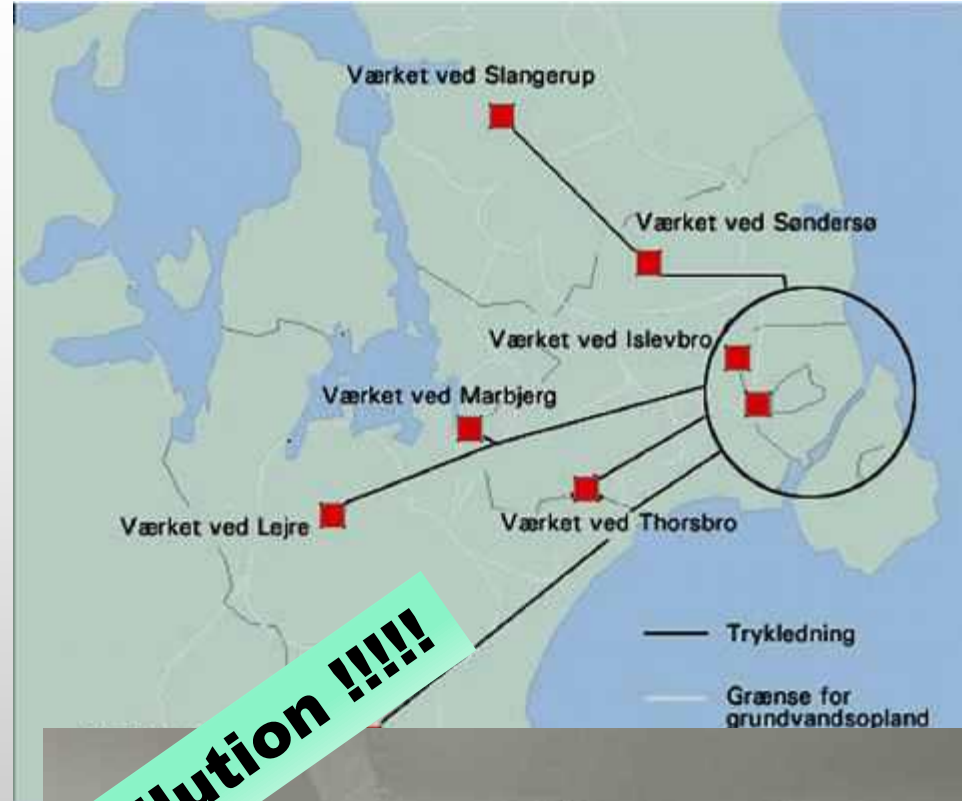 Værket ved Slangerup
Værket ved Søndersø
Værket ved Islevbro
Værket ved Marbjerg
Værket ved Lejre
Værket ved Thorsbro
Trykledning
Grænse for
grundvandsopland
!!!!!